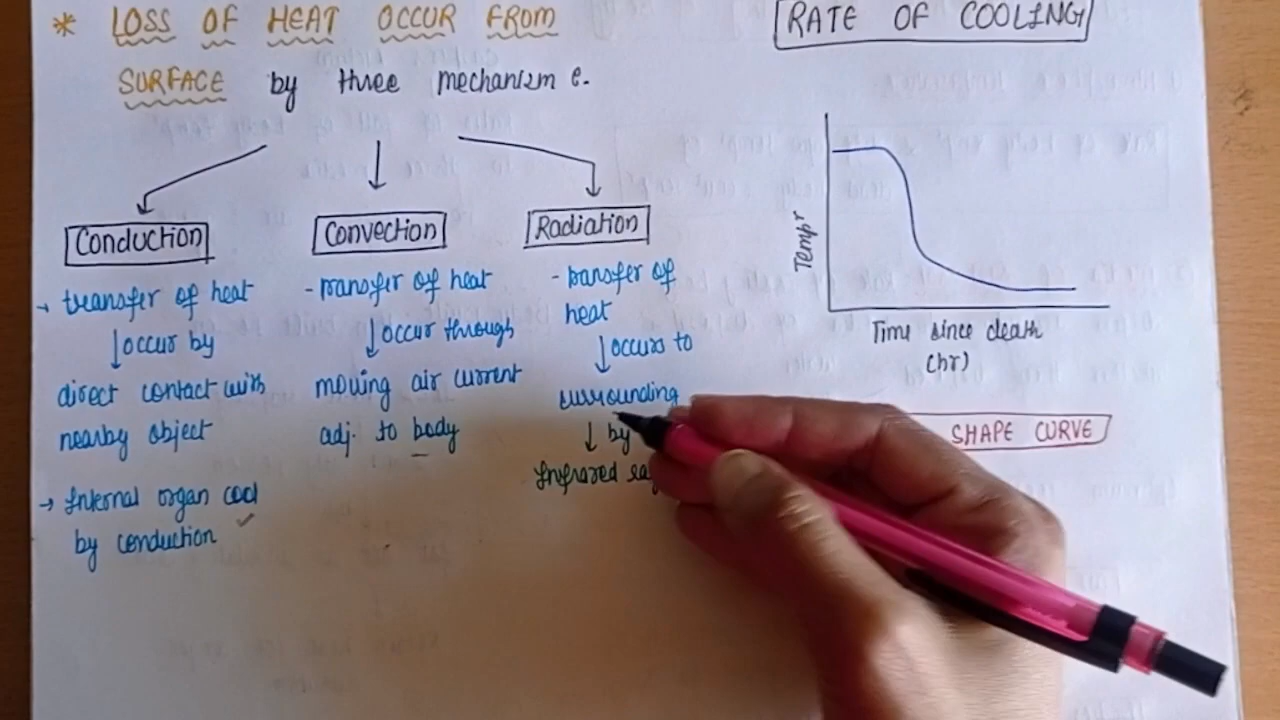 * LOSS OF HEAT OCCUR FROM
SURFACE by three mechanism e.
Conduction
→ transfer of heat
↓ occur by
direct contact with
nearby object
→ Internal organ cool
by conduction
Convection
- transfer of heat
↓ occur through
moving air current
adj. to body
Radiation
- transfer of
heat
↓ occurs to
surrounding
↓ by
Infrared
RATE OF COOLING
Tempr
Time since death
(hr)
SHAPE CURVE